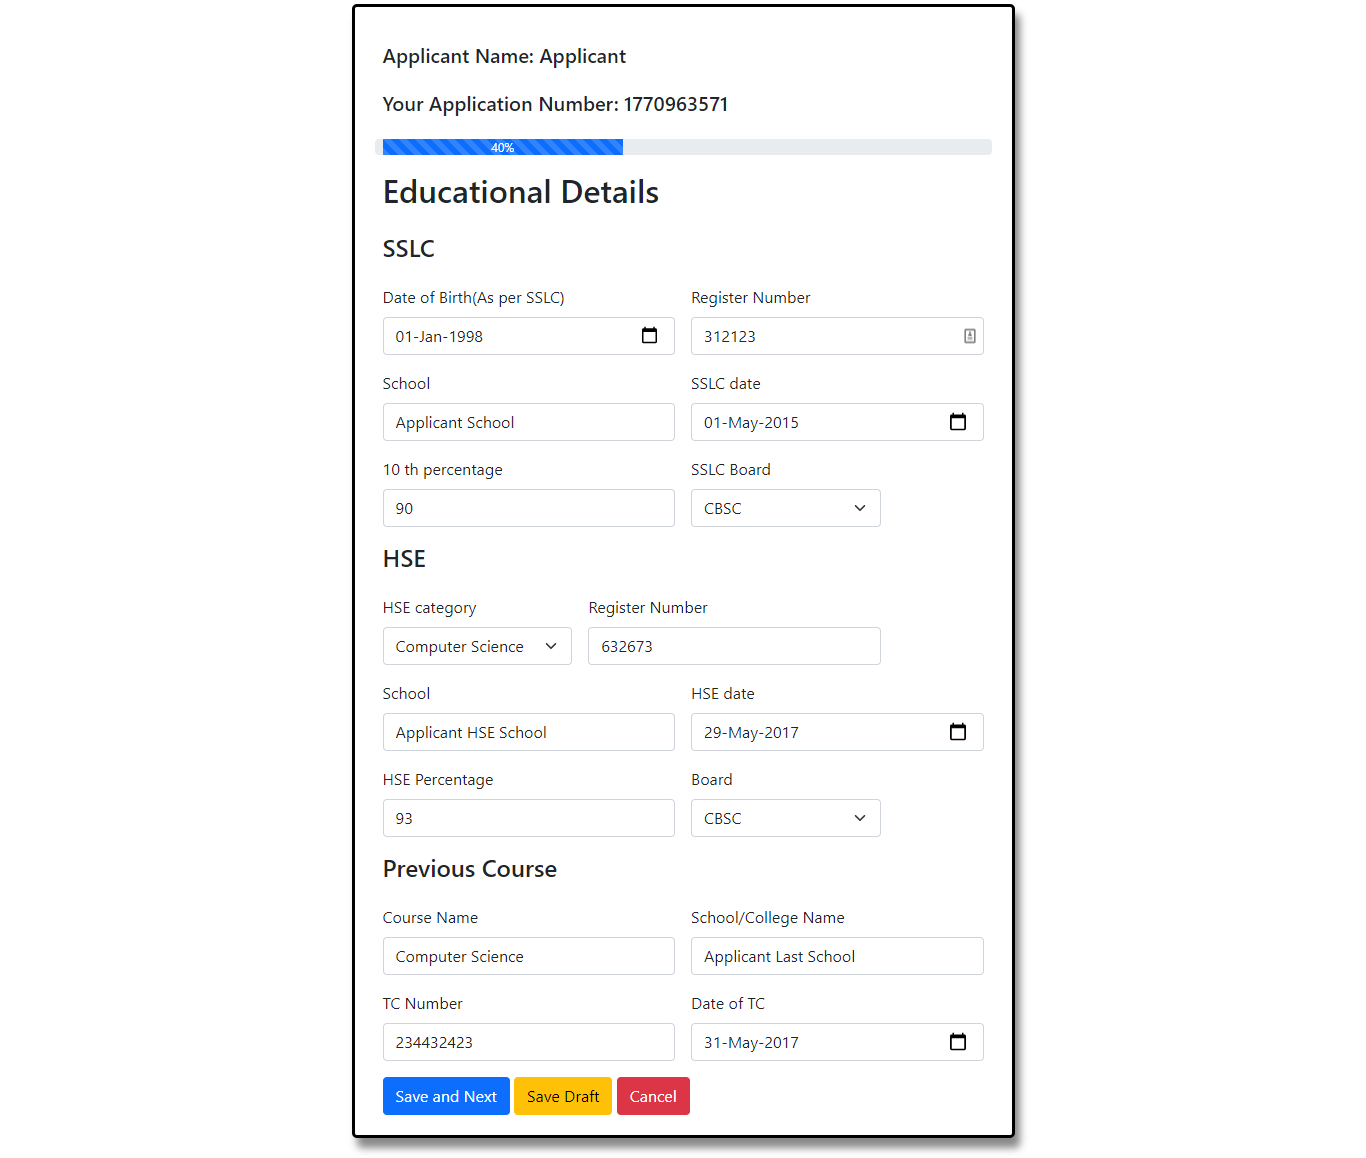 Applicant Name: Applicant
Your Application Number: 1770963571
40%
Educational Details
SSLC
Date of Birth(As per SSLC) Register Number
01-Jan-1998 312123
School SSLC date
Applicant School 01-May-2015
10 th percentage SSLC Board
90 CBSC
HSE
HSE category Register Number
Computer Science 632673
School HSE date
Applicant HSE School 29-May-2017
HSE Percentage Board
93 CBSC
Previous Course
Course Name School/College Name
Computer Science Applicant Last School
TC Number Date of TC
234432423 31-May-2017
Save and Next Save Draft Cancel